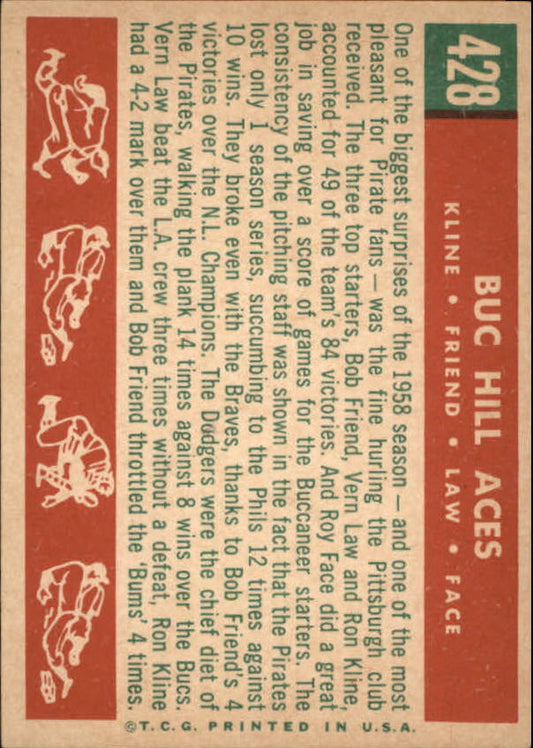 428
BUC HILL ACES
KLINE • FRIEND • LAW • FACE
One of the biggest surprises of the 1958 season — and one of the most
pleasant for Pirate fans — was the fine hurling the Pittsburgh club
received. The three top starters, Bob Friend, Vern Law and Ron Kline,
accounted for 49 of the team's 84 victories. And Roy Face did a great
job in saving over a score of games for the Buccaneer starters. The
consistency of the pitching staff was shown in the fact that the Pirates
lost only 1 season series, succumbing to the Phils 12 times against
10 wins. They broke even with the Braves, thanks to Bob Friend's 4
victories over the N.L. Champions. The Dodgers were the chief diet of
the Pirates, walking the plank 14 times against 8 wins over the Bucs.
Vern Law beat the L.A. crew three times without a defeat, Ron Kline
had a 4-2 mark over them and Bob Friend throttled the 'Bums' 4 times.
©T.C.G. PRINTED IN U.S.A.